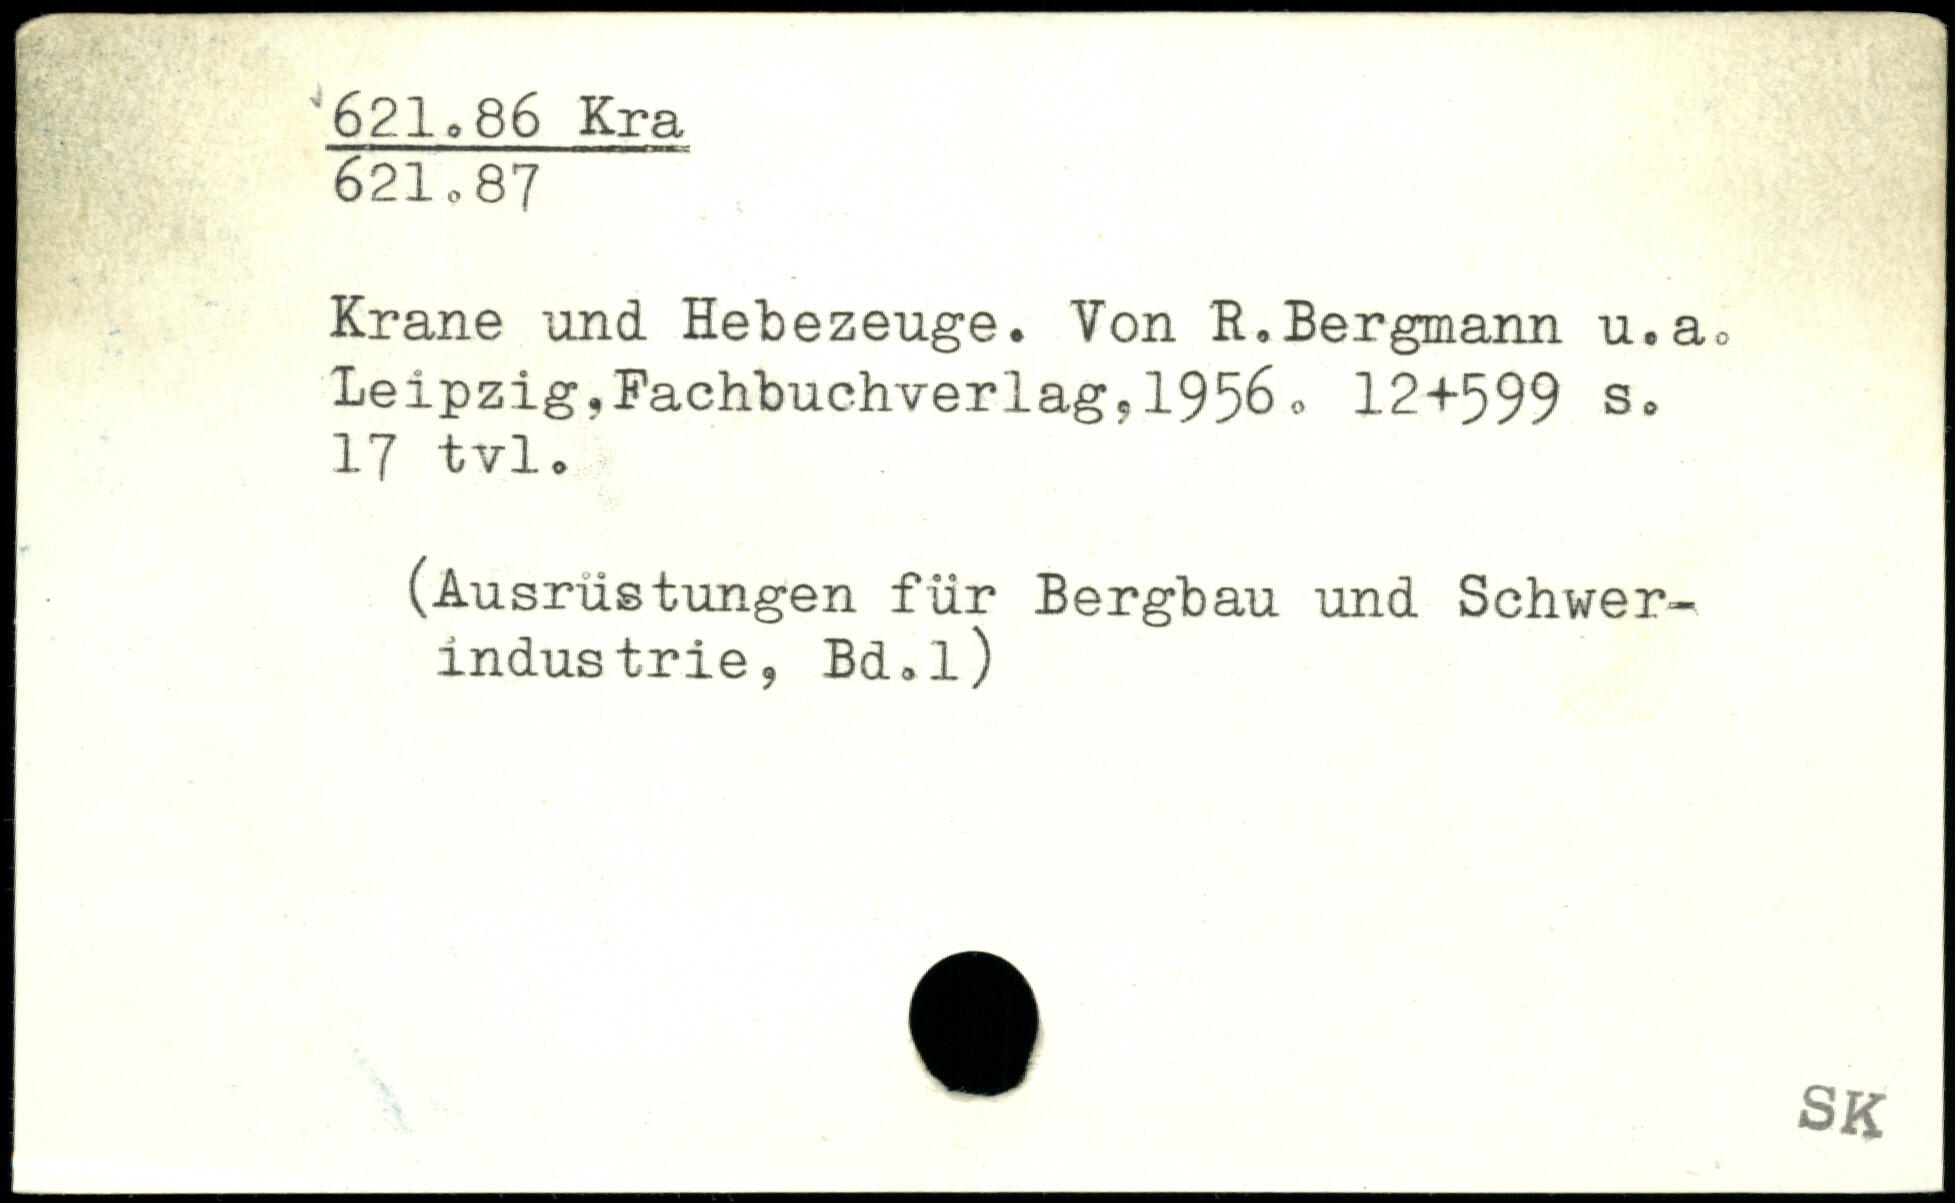 621.86 Kra
621.87
Krane und Hebezeuge. Von R.Bergmann u.a.
Leipzig,Fachbuchverlag,1956. 12+599 s.
17 tvl.
(Ausrüstungen für Bergbau und Schwer-
industrie, Bd.1)
SK